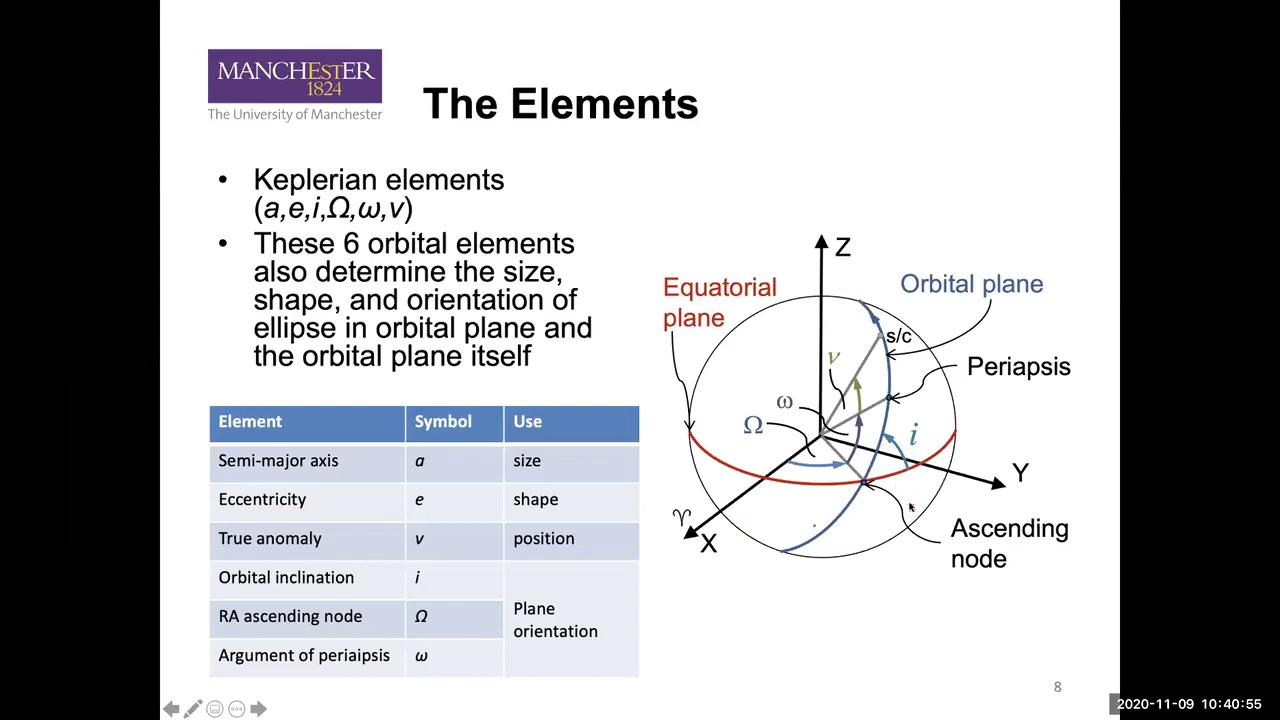 MANCHESTER
1824
The University of Manchester
The Elements
• Keplerian elements
(a,e,i,Ω,ω,ν)
• These 6 orbital elements
also determine the size,
shape, and orientation of
ellipse in orbital plane and
the orbital plane itself
Element Symbol Use
Semi-major axis a size
Eccentricity e shape
True anomaly ν position
Orbital inclination i
RA ascending node Ω
Plane
orientation
Argument of periaipsis ω
Z
Equatorial
plane
Orbital plane
s/c
ν
Periapsis
ω
Ω
i
Y
♈
X
Ascending
node
8
2020-11-09 10:40:55